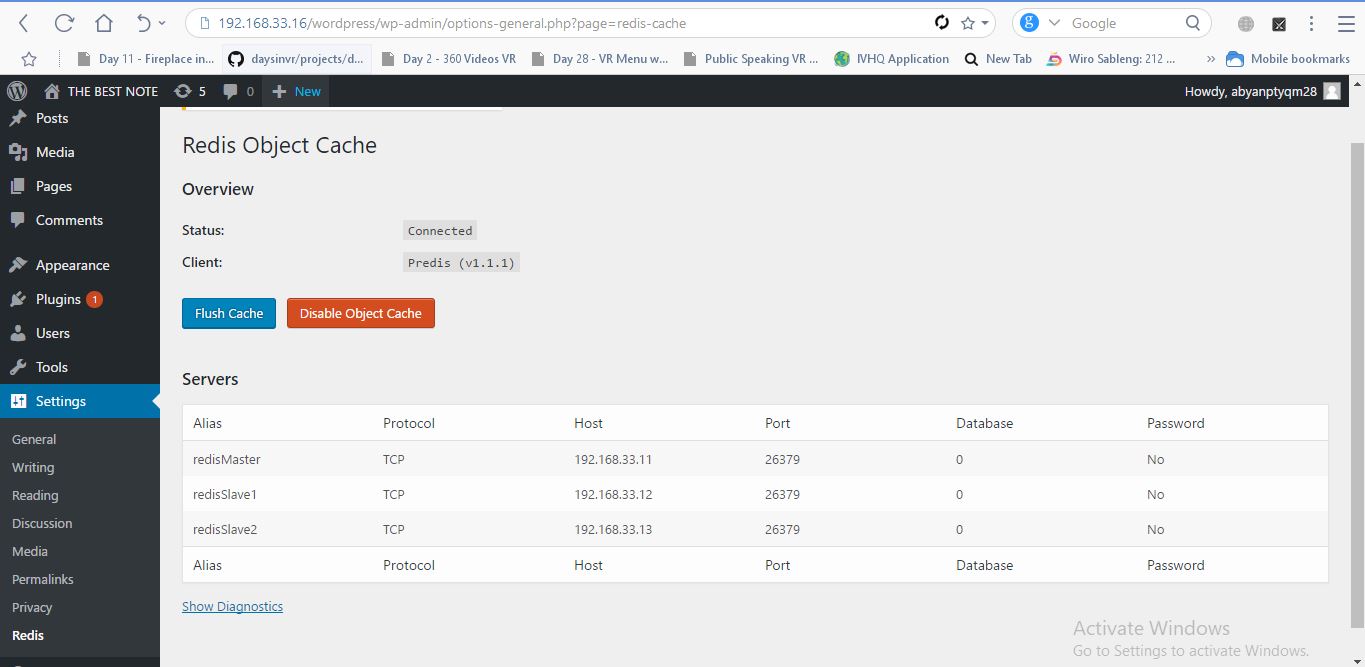 192.168.33.16/wordpress/wp-admin/options-general.php?page=redis-cache
g Google
Day 11 - Fireplace in... daysinvr/projects/d... Day 2 - 360 Videos VR Day 28 - VR Menu w... Public Speaking VR ... IVHQ Application New Tab Wiro Sableng: 212 ... » Mobile bookmarks
THE BEST NOTE 5 0 New Howdy, abyanptyqm28
Posts
Media
Pages
Comments
Appearance
Plugins 1
Users
Tools
Settings
General
Writing
Reading
Discussion
Media
Permalinks
Privacy
Redis
Redis Object Cache
Overview
Status: Connected
Client: Predis (v1.1.1)
Flush Cache Disable Object Cache
Servers
Alias Protocol Host Port Database Password
redisMaster TCP 192.168.33.11 26379 0 No
redisSlave1 TCP 192.168.33.12 26379 0 No
redisSlave2 TCP 192.168.33.13 26379 0 No
Alias Protocol Host Port Database Password
Show Diagnostics
Activate Windows
Go to Settings to activate Windows.